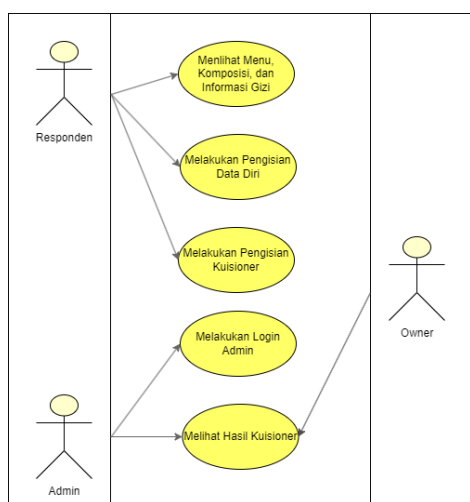 Menlihat Menu,
Komposisi, dan
Informasi Gizi
Responden
Melakukan Pengisian
Data Diri
Melakukan Pengisian
Kuisioner
Owner
Melakukan Login
Admin
Melihat Hasil Kuisioner
Admin